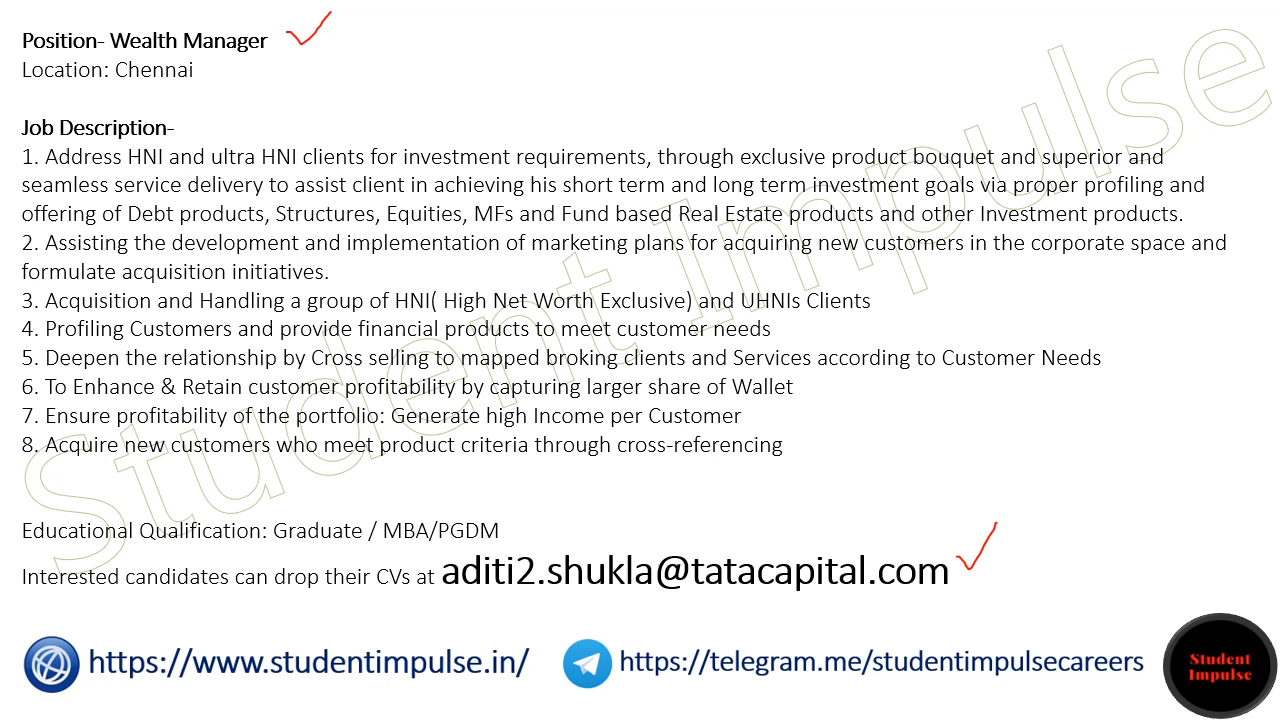 Position- Wealth Manager
Location: Chennai
Job Description-
1. Address HNI and ultra HNI clients for investment requirements, through exclusive product bouquet and superior and
seamless service delivery to assist client in achieving his short term and long term investment goals via proper profiling and
offering of Debt products, Structures, Equities, MFs and Fund based Real Estate products and other Investment products.
2. Assisting the development and implementation of marketing plans for acquiring new customers in the corporate space and
formulate acquisition initiatives.
3. Acquisition and Handling a group of HNI( High Net Worth Exclusive) and UHNIs Clients
4. Profiling Customers and provide financial products to meet customer needs
5. Deepen the relationship by Cross selling to mapped broking clients and Services according to Customer Needs
6. To Enhance & Retain customer profitability by capturing larger share of Wallet
7. Ensure profitability of the portfolio: Generate high Income per Customer
8. Acquire new customers who meet product criteria through cross-referencing
Educational Qualification: Graduate / MBA/PGDM
Interested candidates can drop their CVs at aditi2.shukla@tatacapital.com
https://www.studentimpulse.in/
https://telegram.me/studentimpulsecareers
Student
Impulse
Student Impulse